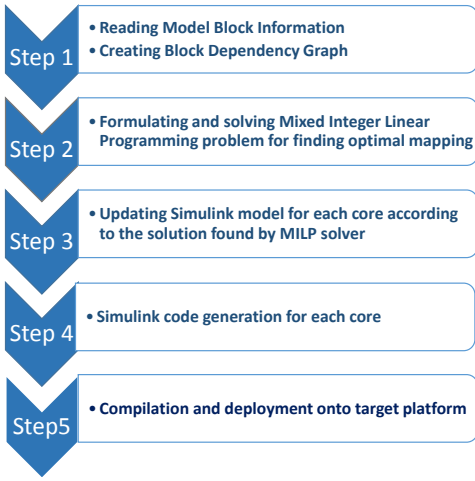 Step 1
• Reading Model Block Information
• Creating Block Dependency Graph
Step 2
• Formulating and solving Mixed Integer Linear
Programming problem for finding optimal mapping
Step 3
• Updating Simulink model for each core according
to the solution found by MILP solver
Step 4
• Simulink code generation for each core
Step5
• Compilation and deployment onto target platform